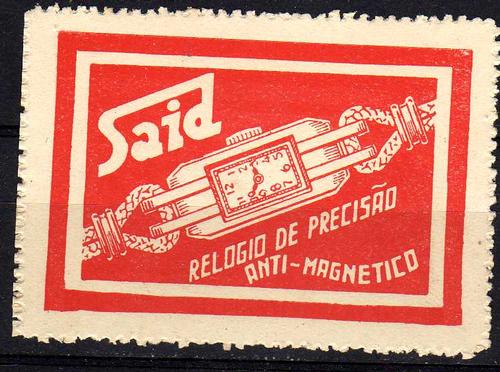 Said
RELOGIO DE PRECISÃO
ANTI-MAGNETICO